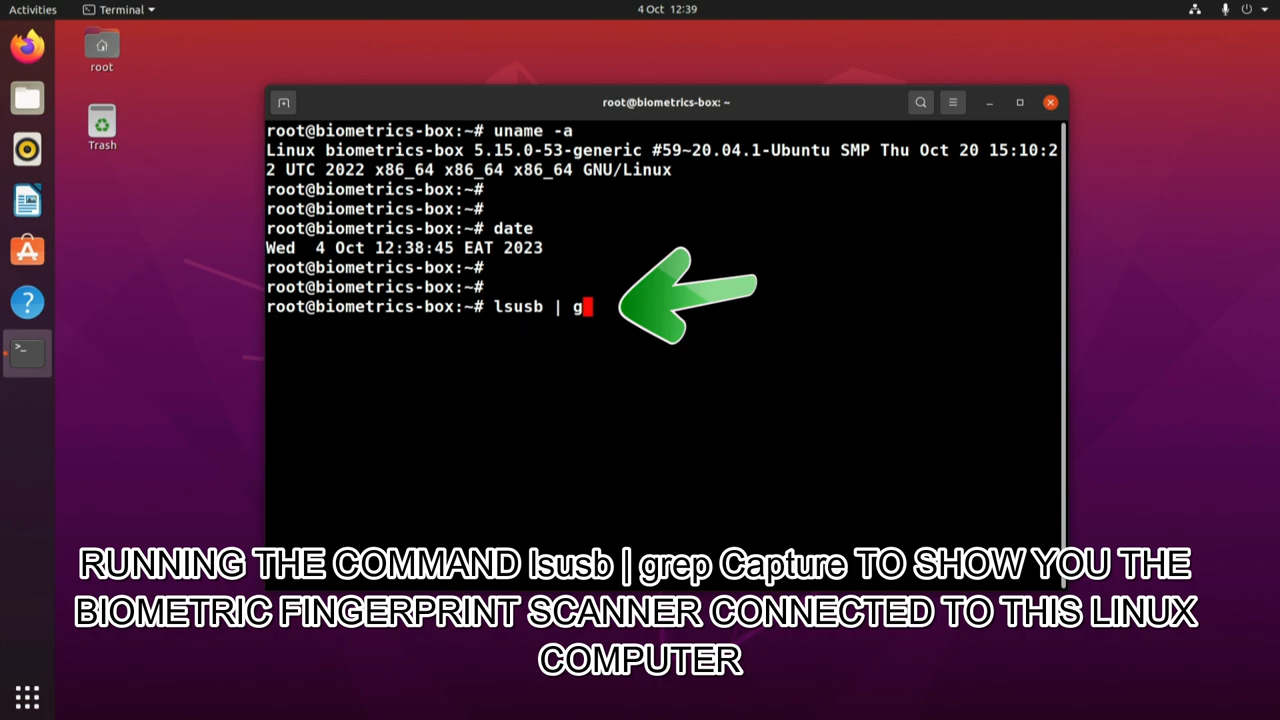 Activities
Terminal
4 Oct 12:39
root
Trash
root@biometrics-box: ~
root@biometrics-box:~# uname -a
Linux biometrics-box 5.15.0-53-generic #59~20.04.1-Ubuntu SMP Thu Oct 20 15:10:2
2 UTC 2022 x86_64 x86_64 x86_64 GNU/Linux
root@biometrics-box:~#
root@biometrics-box:~#
root@biometrics-box:~# date
Wed  4 Oct 12:38:45 EAT 2023
root@biometrics-box:~#
root@biometrics-box:~#
root@biometrics-box:~# lsusb | g
RUNNING THE COMMAND lsusb | grep Capture TO SHOW YOU THE
BIOMETRIC FINGERPRINT SCANNER CONNECTED TO THIS LINUX
COMPUTER